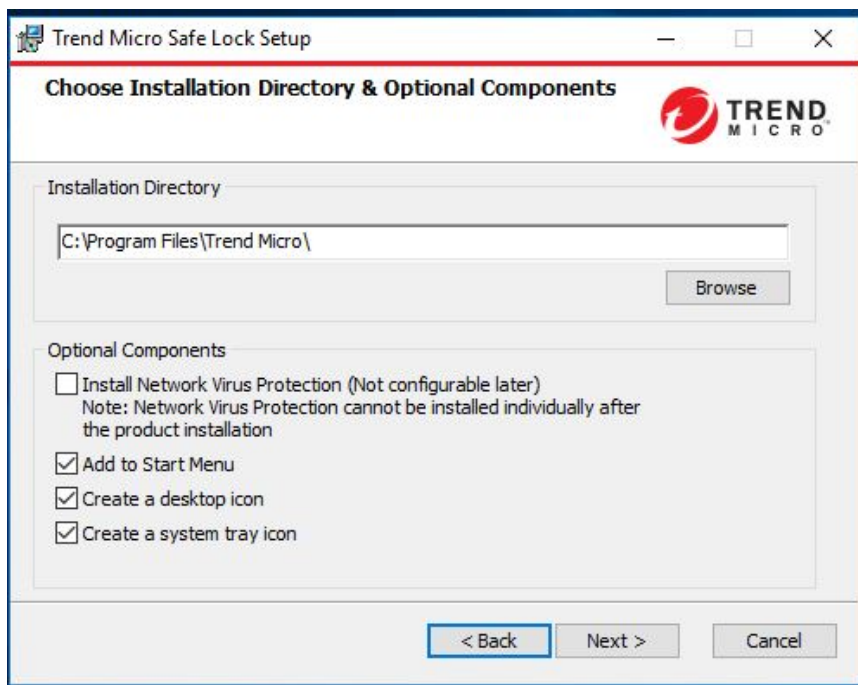 Trend Micro Safe Lock Setup
Choose Installation Directory & Optional Components
TREND
MICRO
Installation Directory
C:\Program Files\Trend Micro\
Browse
Optional Components
Install Network Virus Protection (Not configurable later)
Note: Network Virus Protection cannot be installed individually after
the product installation
Add to Start Menu
Create a desktop icon
Create a system tray icon
< Back
Next >
Cancel